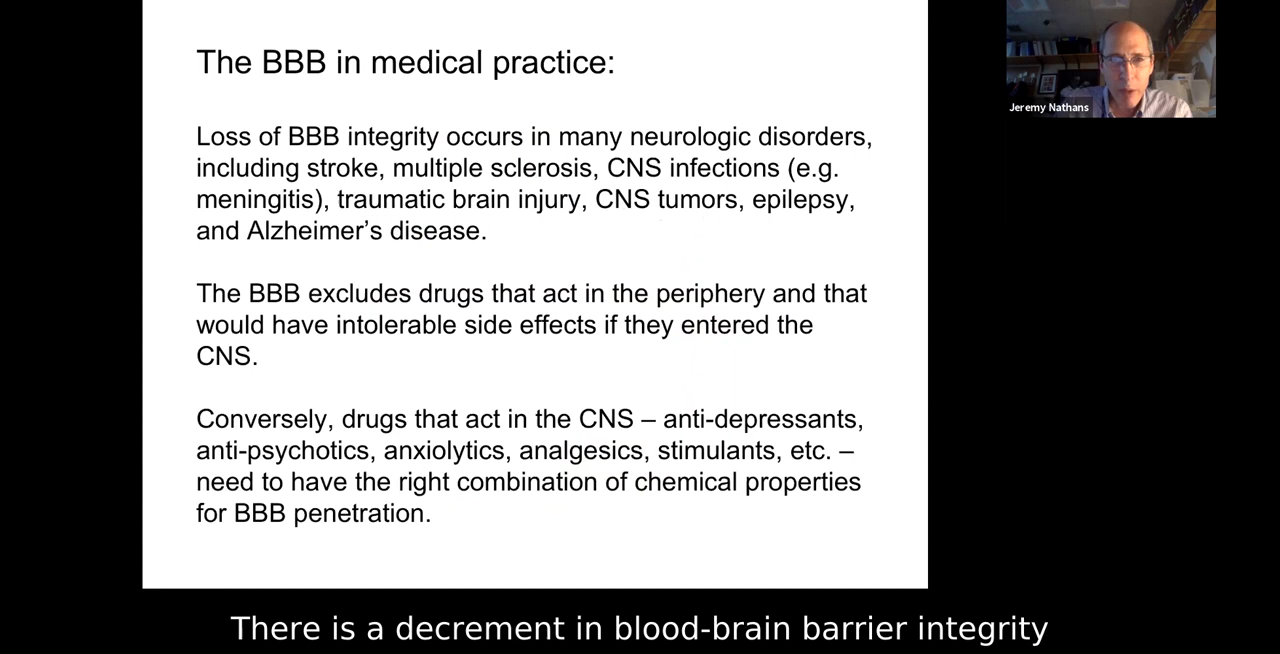 The BBB in medical practice:
Loss of BBB integrity occurs in many neurologic disorders,
including stroke, multiple sclerosis, CNS infections (e.g.
meningitis), traumatic brain injury, CNS tumors, epilepsy,
and Alzheimer’s disease.
The BBB excludes drugs that act in the periphery and that
would have intolerable side effects if they entered the
CNS.
Conversely, drugs that act in the CNS – anti-depressants,
anti-psychotics, anxiolytics, analgesics, stimulants, etc. –
need to have the right combination of chemical properties
for BBB penetration.
Jeremy Nathans
There is a decrement in blood-brain barrier integrity